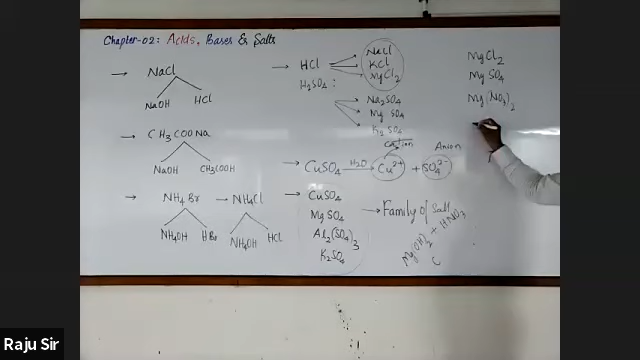 Chapter-02: Acids, Bases & Salts
→ NaCl
NaOH HCl
→ CH3COONa
NaOH CH3COOH
→ NH4Br → NH4Cl
NH4OH HBr NH4OH HCl
→ HCl → NaCl
KCl
MgCl2
H2SO4 :
Na2SO4
MgSO4
K2SO4
→ CuSO4 H2O→ Cu2+ + SO4 2-
cation Anion
→ CuSO4
MgSO4
Al2(SO4)3
K2SO4
→ Family of Salt
Mg(OH)2 + HNO3
C
MgCl2
MgSO4
Mg(NO3)2
Raju Sir